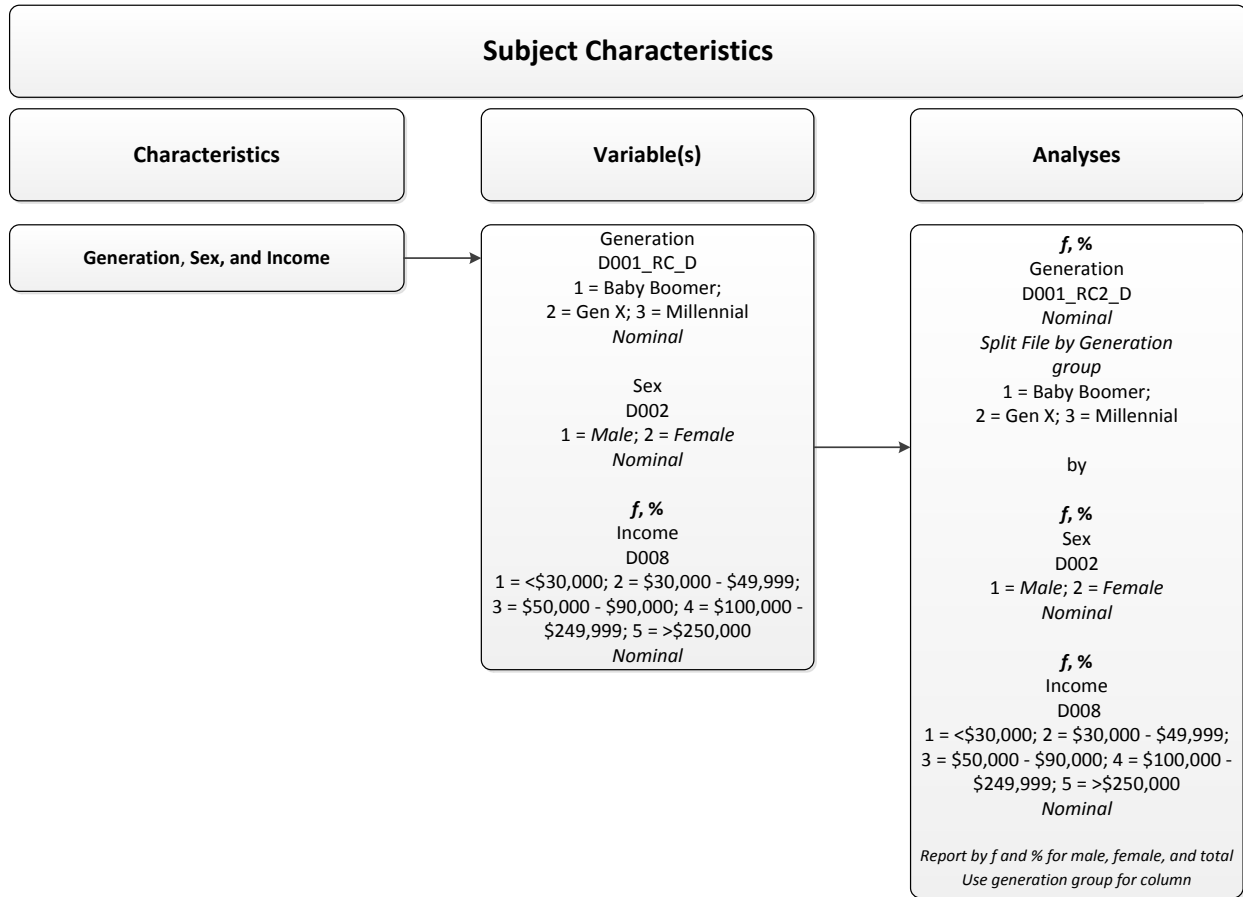 Subject Characteristics
Characteristics
Variable(s)
Analyses
Generation, Sex, and Income
Generation
D001_RC_D
1 = Baby Boomer;
2 = Gen X; 3 = Millennial
Nominal
Sex
D002
1 = Male; 2 = Female
Nominal
f, %
Income
D008
1 = <$30,000; 2 = $30,000 - $49,999;
3 = $50,000 - $90,000; 4 = $100,000 -
$249,999; 5 = >$250,000
Nominal
f, %
Generation
D001_RC2_D
Nominal
Split File by Generation
group
1 = Baby Boomer;
2 = Gen X; 3 = Millennial
by
f, %
Sex
D002
1 = Male; 2 = Female
Nominal
f, %
Income
D008
1 = <$30,000; 2 = $30,000 - $49,999;
3 = $50,000 - $90,000; 4 = $100,000 -
$249,999; 5 = >$250,000
Nominal
Report by f and % for male, female, and total
Use generation group for column